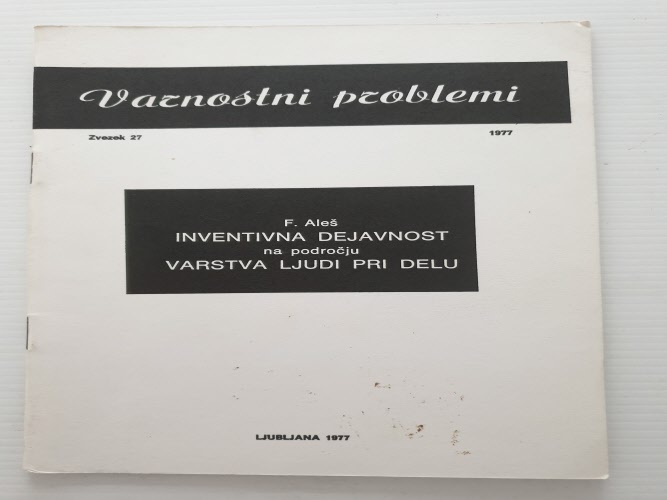 Varnostni problemi
Zvezek 27
1977
F. Aleš
INVENTIVNA DEJAVNOST
na področju
VARSTVA LJUDI PRI DELU
LJUBLJANA 1977